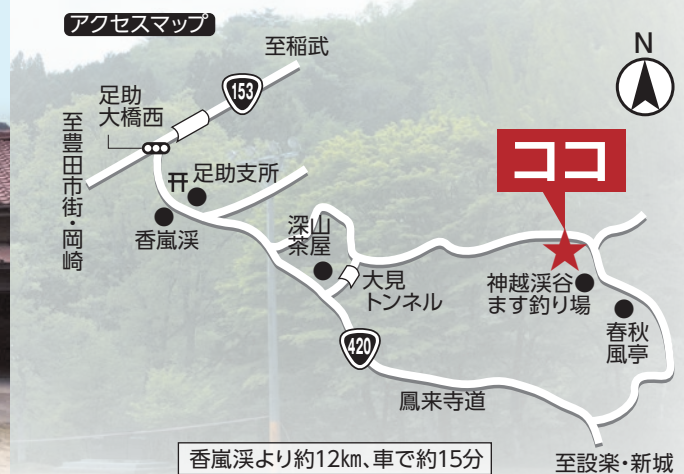 アクセスマップ
至稲武
N
153
足助
大橋西
至豊田市街・岡崎
足助支所
香嵐渓
深山
茶屋
大見
トンネル
ココ
神越渓谷
ます釣り場
春秋
風亭
420
鳳来寺道
香嵐渓より約12㎞、車で約15分
至設楽・新城